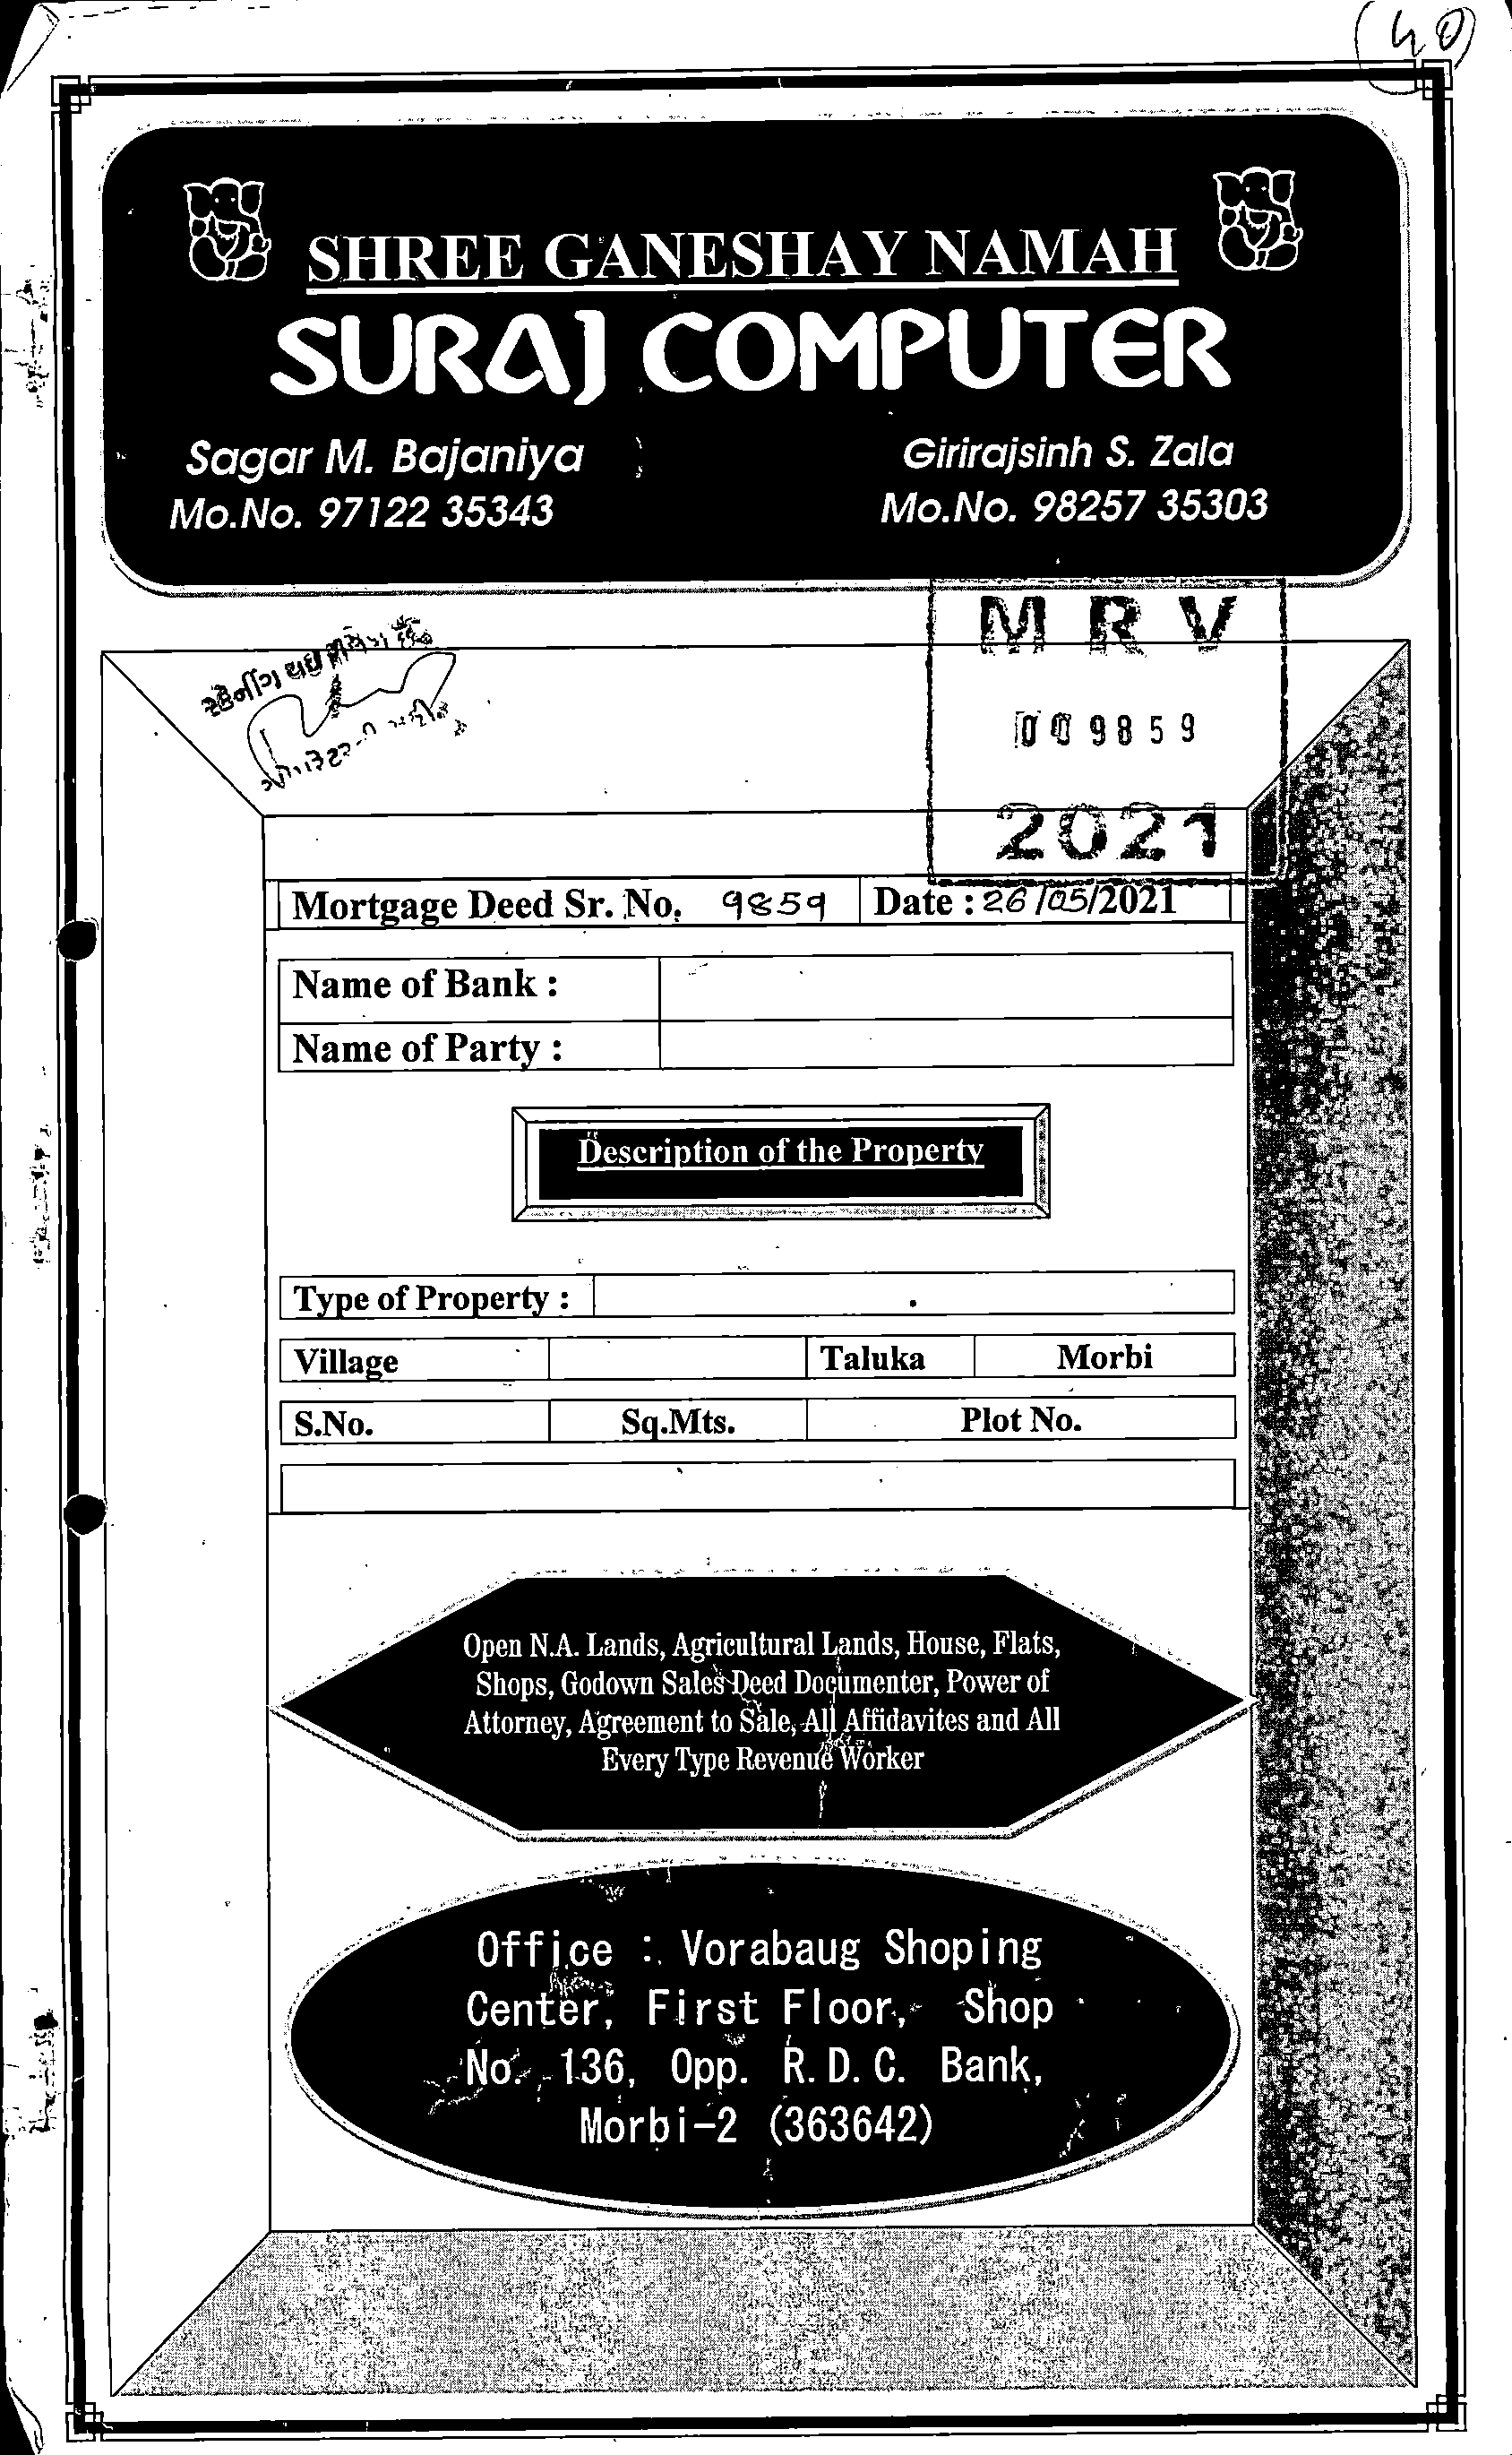 40
SHREE GANESHAY NAMAH
SURAJ COMPUTER
Sagar M. Bajaniya
Mo.No. 97122 35343
Girirajsinh S. Zala
Mo.No. 98257 35303
M R V
009859
2021
સ્કેનીંગ થઇ
Mortgage Deed Sr. No. ૯૮૫૯ Date : 26/05/2021
Name of Bank :
Name of Party :
Description of the Property
Type of Property :
Village Taluka Morbi
S.No. Sq.Mts. Plot No.
Open N.A. Lands, Agricultural Lands, House, Flats,
Shops, Godown Sales Deed Documenter, Power of
Attorney, Agreement to Sale, All Affidavites and All
Every Type Revenue Worker
Office : Vorabaug Shoping
Center, First Floor, Shop
No. 136, Opp. R.D.C. Bank,
Morbi-2 (363642)